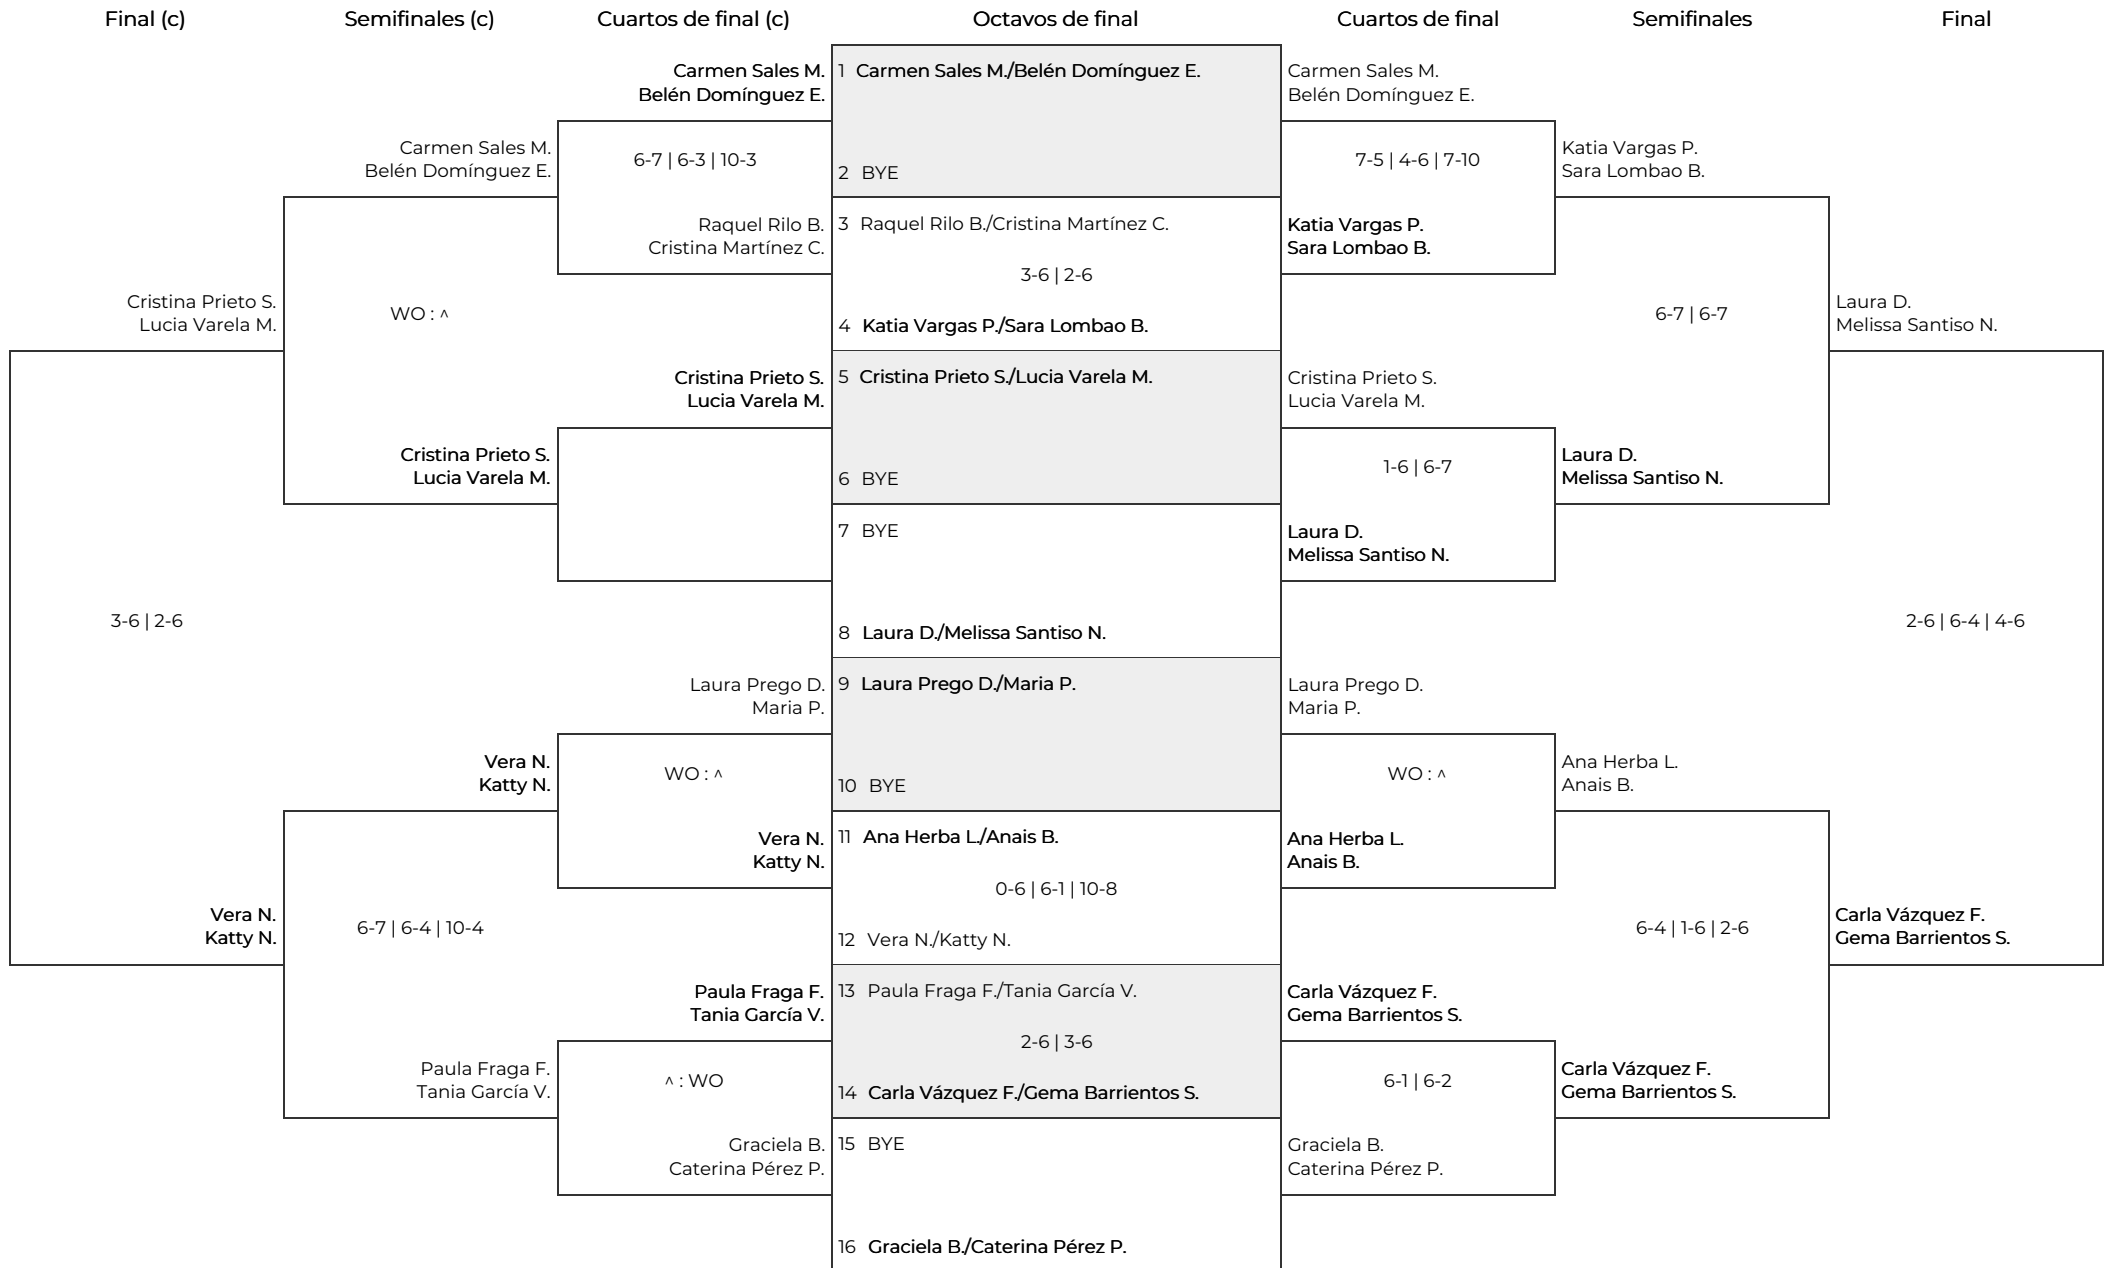 Final (c)
Semifinales (c)
Cuartos de final (c)
Octavos de final
Cuartos de final
Semifinales
Final
Cristina Prieto S.
Lucia Varela M.
3-6 | 2-6
Vera N.
Katty N.
Carmen Sales M.
Belén Domínguez E.
WO : ^
Cristina Prieto S.
Lucia Varela M.
Vera N.
Katty N.
6-7 | 6-4 | 10-4
Paula Fraga F.
Tania García V.
Carmen Sales M.
Belén Domínguez E.
6-7 | 6-3 | 10-3
Raquel Rilo B.
Cristina Martínez C.
Cristina Prieto S.
Lucia Varela M.
Laura Prego D.
Maria P.
WO : ^
Vera N.
Katty N.
Paula Fraga F.
Tania García V.
^ : WO
Graciela B.
Caterina Pérez P.
1 Carmen Sales M./Belén Domínguez E.
2 BYE
3 Raquel Rilo B./Cristina Martínez C.
3-6 | 2-6
4 Katia Vargas P./Sara Lombao B.
5 Cristina Prieto S./Lucia Varela M.
6 BYE
7 BYE
8 Laura D./Melissa Santiso N.
9 Laura Prego D./Maria P.
10 BYE
11 Ana Herba L./Anais B.
0-6 | 6-1 | 10-8
12 Vera N./Katty N.
13 Paula Fraga F./Tania García V.
2-6 | 3-6
14 Carla Vázquez F./Gema Barrientos S.
15 BYE
16 Graciela B./Caterina Pérez P.
Carmen Sales M.
Belén Domínguez E.
7-5 | 4-6 | 7-10
Katia Vargas P.
Sara Lombao B.
Cristina Prieto S.
Lucia Varela M.
1-6 | 6-7
Laura D.
Melissa Santiso N.
Laura Prego D.
Maria P.
WO : ^
Ana Herba L.
Anais B.
Carla Vázquez F.
Gema Barrientos S.
6-1 | 6-2
Graciela B.
Caterina Pérez P.
Katia Vargas P.
Sara Lombao B.
6-7 | 6-7
Laura D.
Melissa Santiso N.
Ana Herba L.
Anais B.
6-4 | 1-6 | 2-6
Carla Vázquez F.
Gema Barrientos S.
Laura D.
Melissa Santiso N.
2-6 | 6-4 | 4-6
Carla Vázquez F.
Gema Barrientos S.